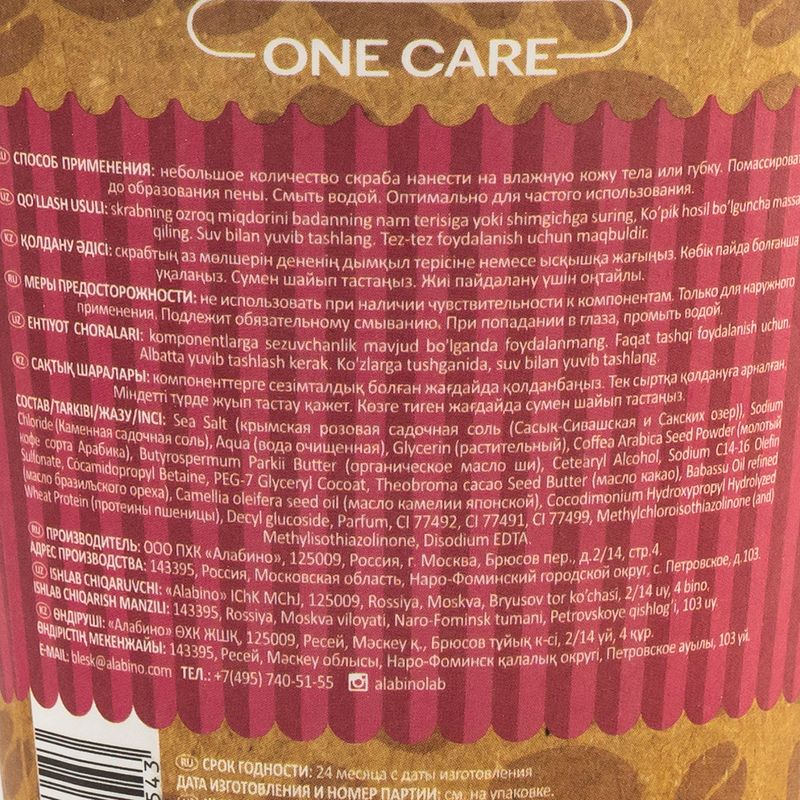 ONE CARE
RU СПОСОБ ПРИМЕНЕНИЯ: небольшое количество скраба нанести на влажную кожу тела или губку. Помассировать
до образования пены. Смыть водой. Оптимально для частого использования.
UZ QO'LLASH USULI: skrabning ozroq miqdorini badanning nam terisiga yoki shimgichga suring, Ko'pik hosil bo'lguncha massaj
qiling. Suv bilan yuvib tashlang. Tez-tez foydalanish uchun maqbuldir.
KZ ҚОЛДАНУ ӘДІСІ: скрабтың аз мөлшерін дененің дымқыл терісіне немесе ысқышқа жағыңыз. Көбік пайда болғанша
уқалаңыз. Сумен шайып тастаңыз. Жиі пайдалану үшін оңтайлы.
RU МЕРЫ ПРЕДОСТОРОЖНОСТИ: не использовать при наличии чувствительности к компонентам. Только для наружного
применения. Подлежит обязательному смыванию. При попадании в глаза, промыть водой.
UZ EHTIYOT CHORALARI: komponentlarga sezuvchanlik mavjud bo'lganda foydalanmang. Faqat tashqi foydalanish uchun.
Albatta yuvib tashlash kerak. Ko'zlarga tushganida, suv bilan yuvib tashlang.
KZ САҚТЫҚ ШАРАЛАРЫ: компоненттерге сезімталдық болған жағдайда қолданбаңыз. Тек сыртқа қолдануға арналған.
Міндетті түрде жуып тастау қажет. Көзге тиген жағдайда сумен шайып тастаңыз.
СОСТАВ/TARKIBI/ЖАЗУ/INCI: Sea Salt (крымская розовая садочная соль (Сасык-Сивашская и Сакских озер)), Sodium
Chloride (Каменная садочная соль), Aqua (вода очищенная), Glycerin (растительный), Coffea Arabica Seed Powder (молотый
кофе сорта Арабика), Butyrospermum Parkii Butter (органическое масло ши), Cetearyl Alcohol, Sodium C14-16 Olefin
Sulfonate, Cocamidopropyl Betaine, PEG-7 Glyceryl Cocoat, Theobroma cacao Seed Butter (масло какао), Babassu Oil refined
(масло бразильского ореха), Camellia oleifera seed oil (масло камелии японской), Cocodimonium Hydroxypropyl Hydrolyzed
Wheat Protein (протеины пшеницы), Decyl glucoside, Parfum, CI 77492, CI 77491, CI 77499, Methylchloroisothiazolinone (and)
Methylisothiazolinone, Disodium EDTA.
RU ПРОИЗВОДИТЕЛЬ: ООО ПХК «Алабино», 125009, Россия, г. Москва, Брюсов пер., д.2/14, стр.4.
АДРЕС ПРОИЗВОДСТВА: 143395, Россия, Московская область, Наро-Фоминский городской округ, с. Петровское, д.103.
UZ ISHLAB CHIQARUVCHI: «Alabino» IChK MChJ, 125009, Rossiya, Moskva, Bryusov tor ko'chasi, 2/14 uy, 4 bino.
ISHLAB CHIQARISH MANZILI: 143395, Rossiya, Moskva viloyati, Naro-Fominsk tumani, Petrovskoye qishlog'i, 103 uy.
KZ ӨНДІРУШІ: «Алабино» ӨХК ЖШҚ, 125009, Ресей, Мәскеу қ., Брюсов тұйық к-сі, 2/14 үй, 4 құр.
ӨНДІРІСТІҢ МЕКЕНЖАЙЫ: 143395, Ресей, Мәскеу облысы, Наро-Фоминск қалалық округі, Петровское ауылы, 103 үй.
E-MAIL: blesk@alabino.com ТЕЛ.: +7(495) 740-51-55 alabinolab
543
RU СРОК ГОДНОСТИ: 24 месяца с даты изготовления
ДАТА ИЗГОТОВЛЕНИЯ И НОМЕР ПАРТИИ: см. на упаковке.